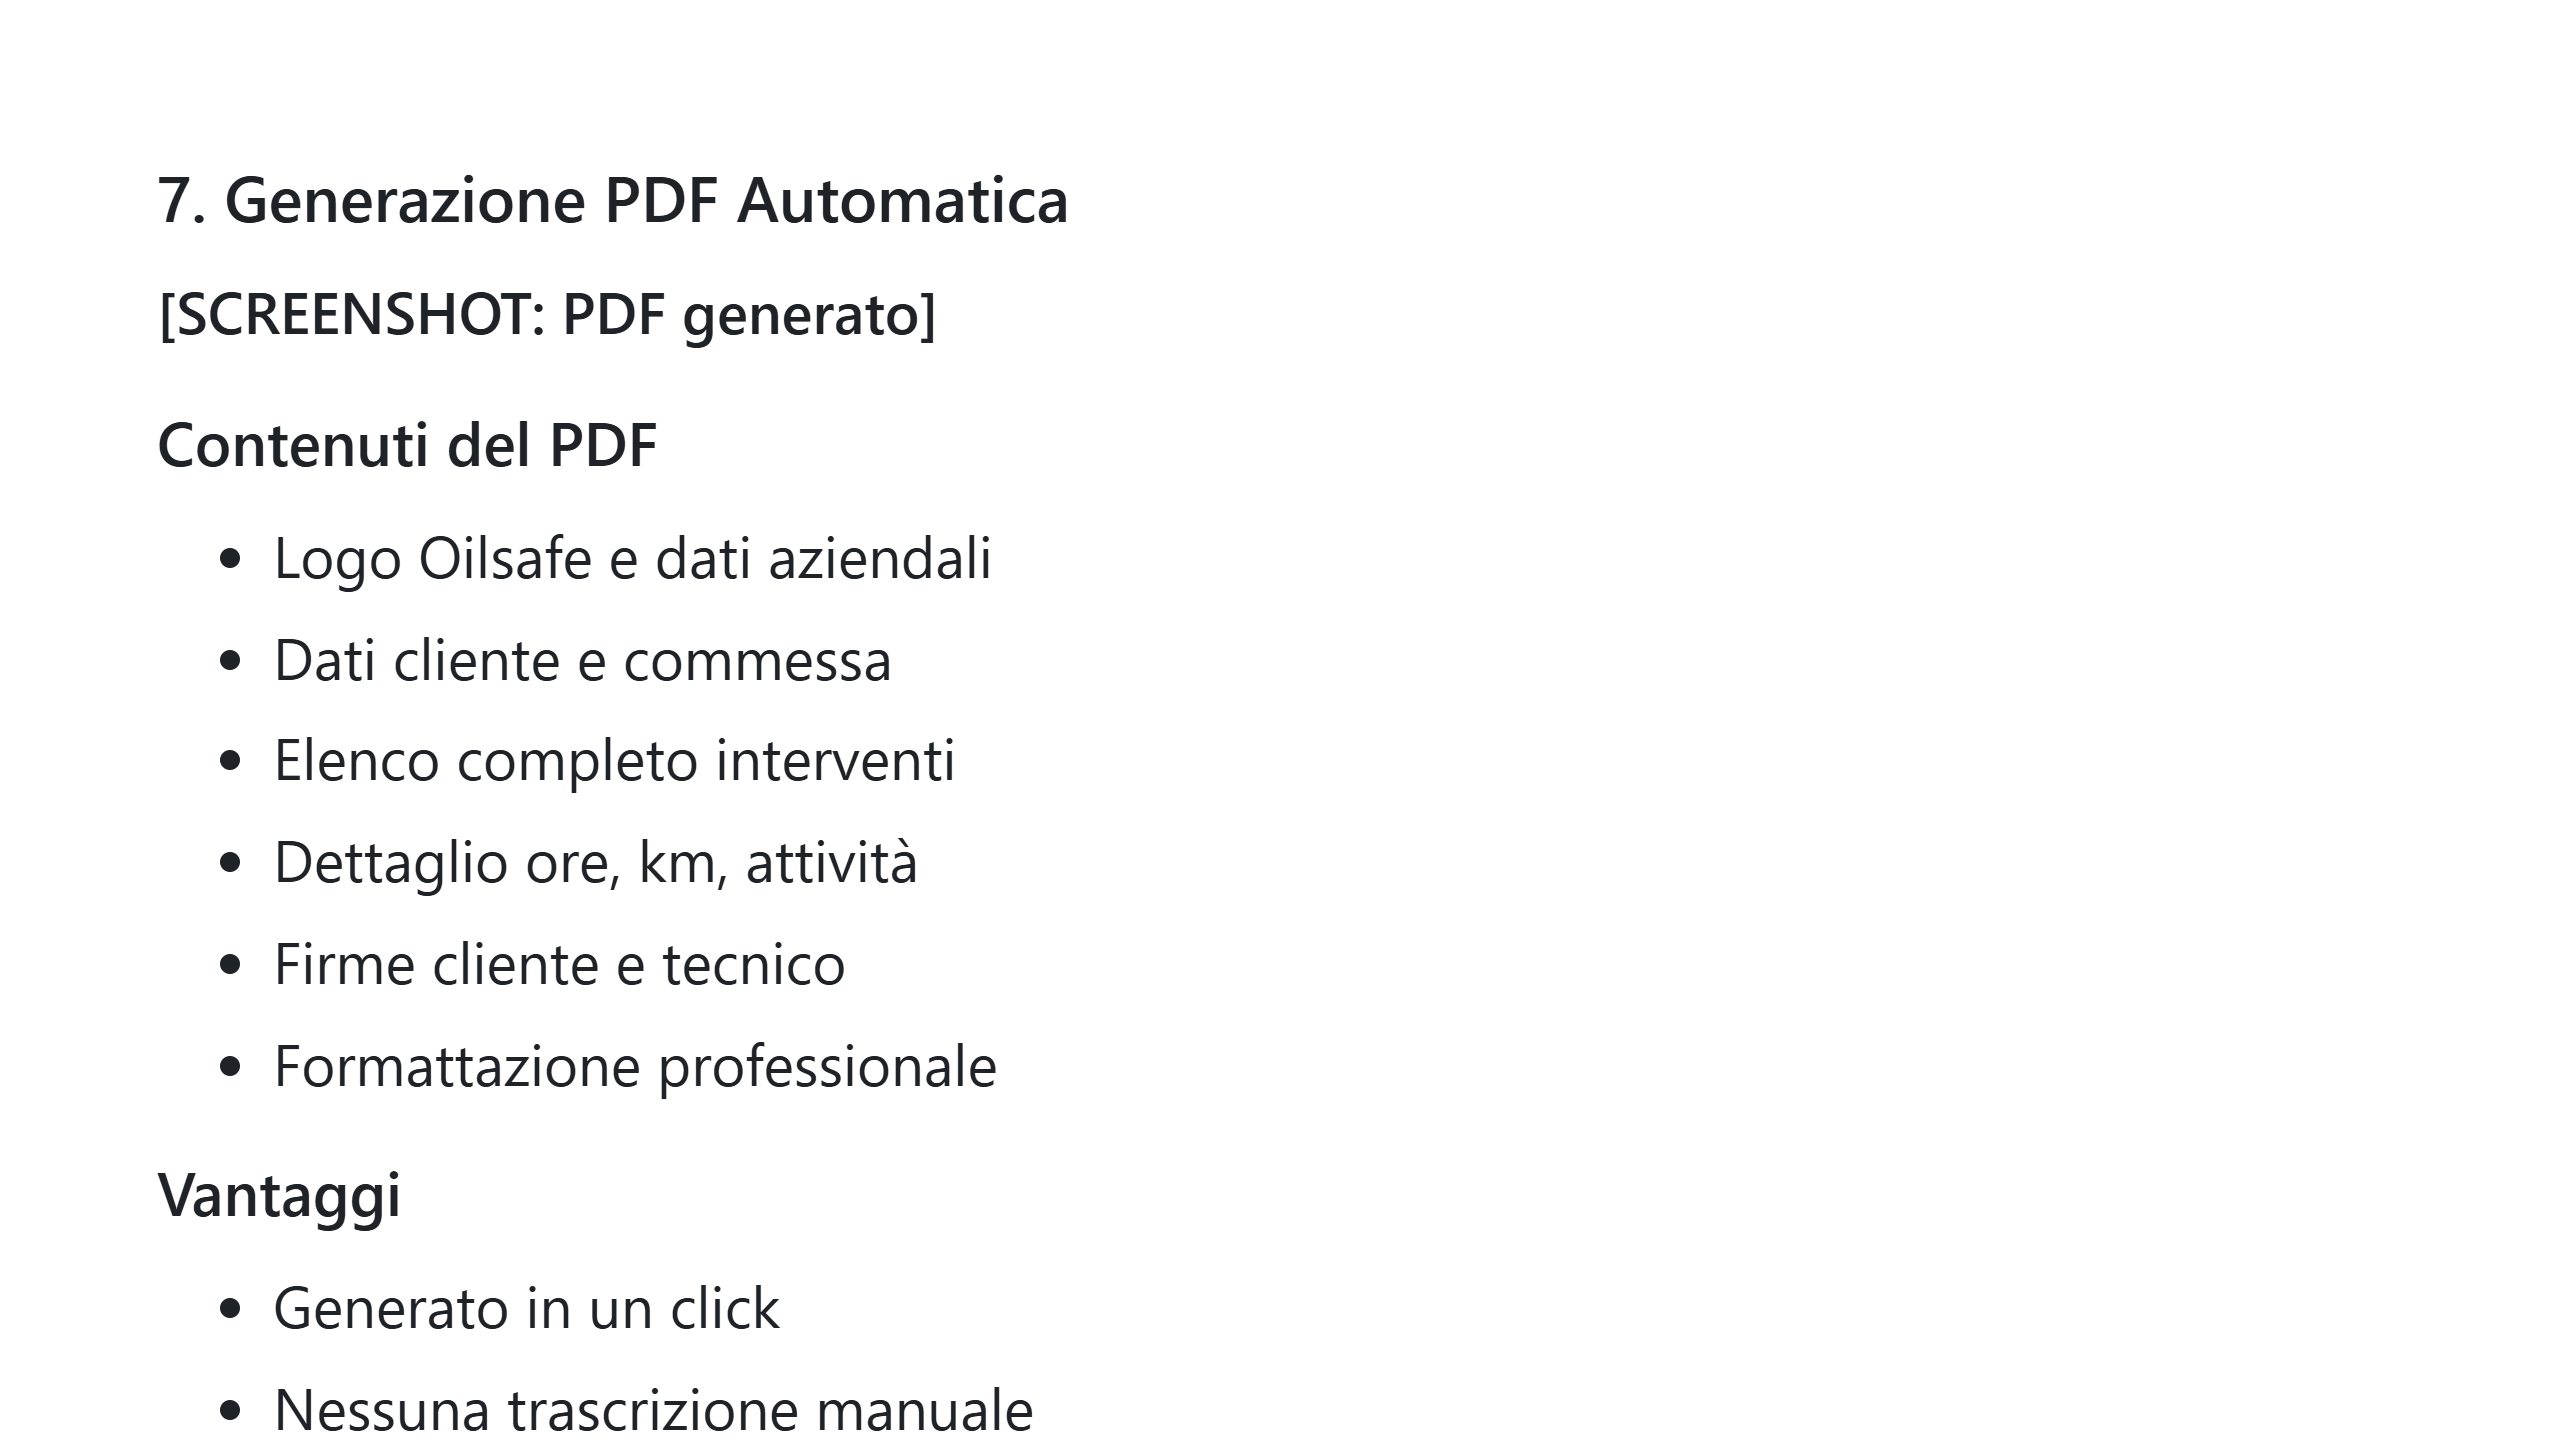 7. Generazione PDF Automatica
[SCREENSHOT: PDF generato]
Contenuti del PDF
• Logo Oilsafe e dati aziendali
• Dati cliente e commessa
• Elenco completo interventi
• Dettaglio ore, km, attività
• Firme cliente e tecnico
• Formattazione professionale
Vantaggi
• Generato in un click
• Nessuna trascrizione manuale